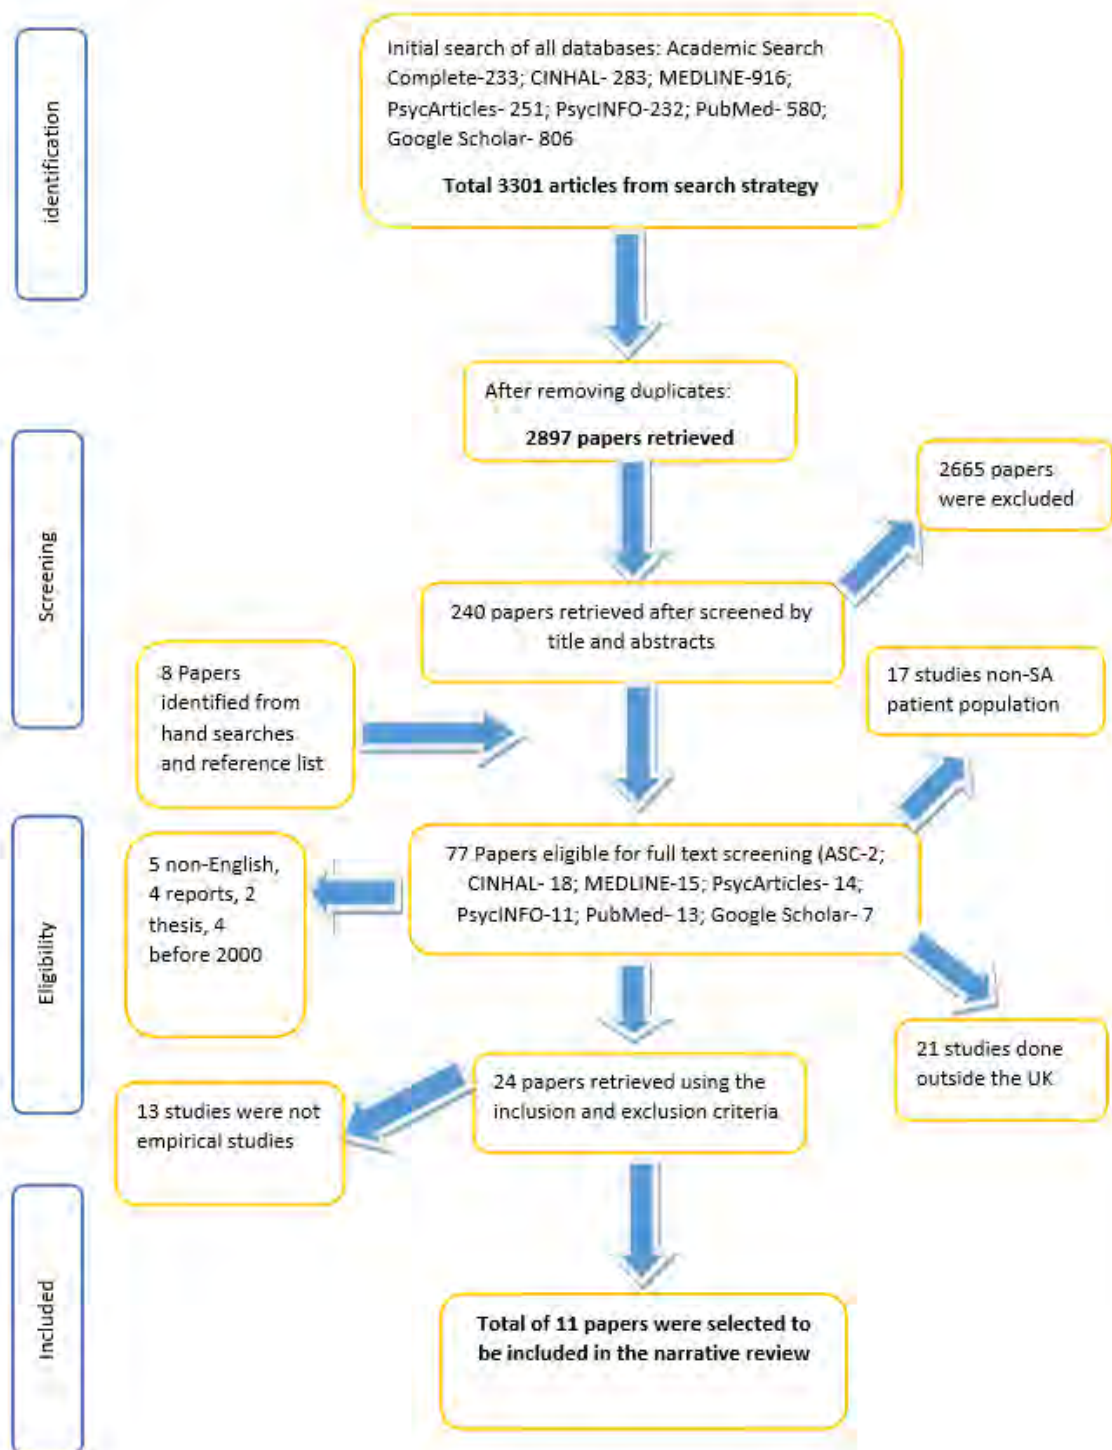 identification
Initial search of all databases: Academic Search
Complete-233; CINHAL- 283; MEDLINE-916;
PsycArticles- 251; PsycINFO-232; PubMed- 580;
Google Scholar- 806
Total 3301 articles from search strategy
After removing duplicates:
2897 papers retrieved
Screening
2665 papers
were excluded
240 papers retrieved after screened by
title and abstracts
8 Papers
identified from
hand searches
and reference list
17 studies non-SA
patient population
Eligibility
77 Papers eligible for full text screening (ASC-2;
CINHAL- 18; MEDLINE-15; PsycArticles- 14;
PsycINFO-11; PubMed- 13; Google Scholar- 7
5 non-English,
4 reports, 2
thesis, 4
before 2000
21 studies done
outside the UK
24 papers retrieved using the
inclusion and exclusion criteria
13 studies were not
empirical studies
Included
Total of 11 papers were selected to
be included in the narrative review